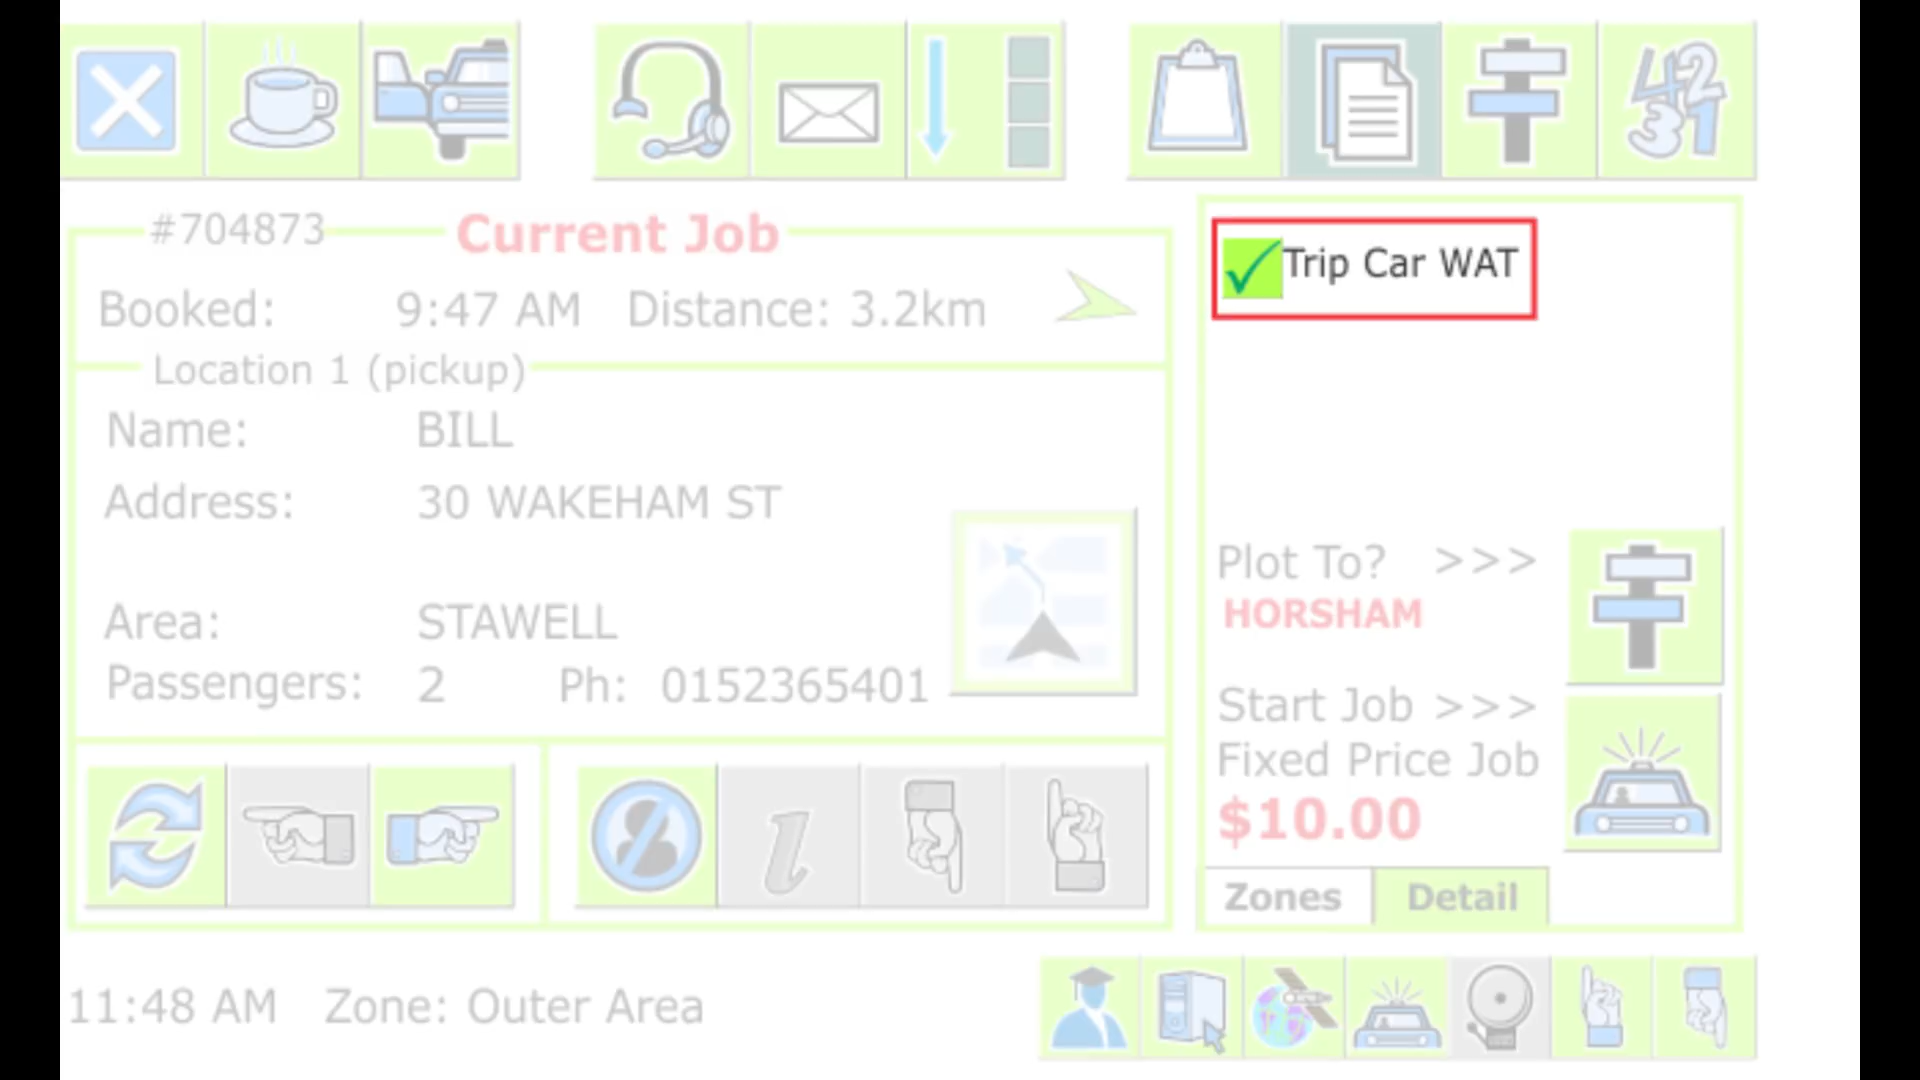 #704873 Current Job
Booked: 9:47 AM Distance: 3.2km
Location 1 (pickup)
Name: BILL
Address: 30 WAKEHAM ST
Area: STAWELL
Passengers: 2 Ph: 0152365401
Trip Car WAT
Plot To? >>>
HORSHAM
Start Job >>>
Fixed Price Job
$10.00
Zones Detail
11:48 AM Zone: Outer Area